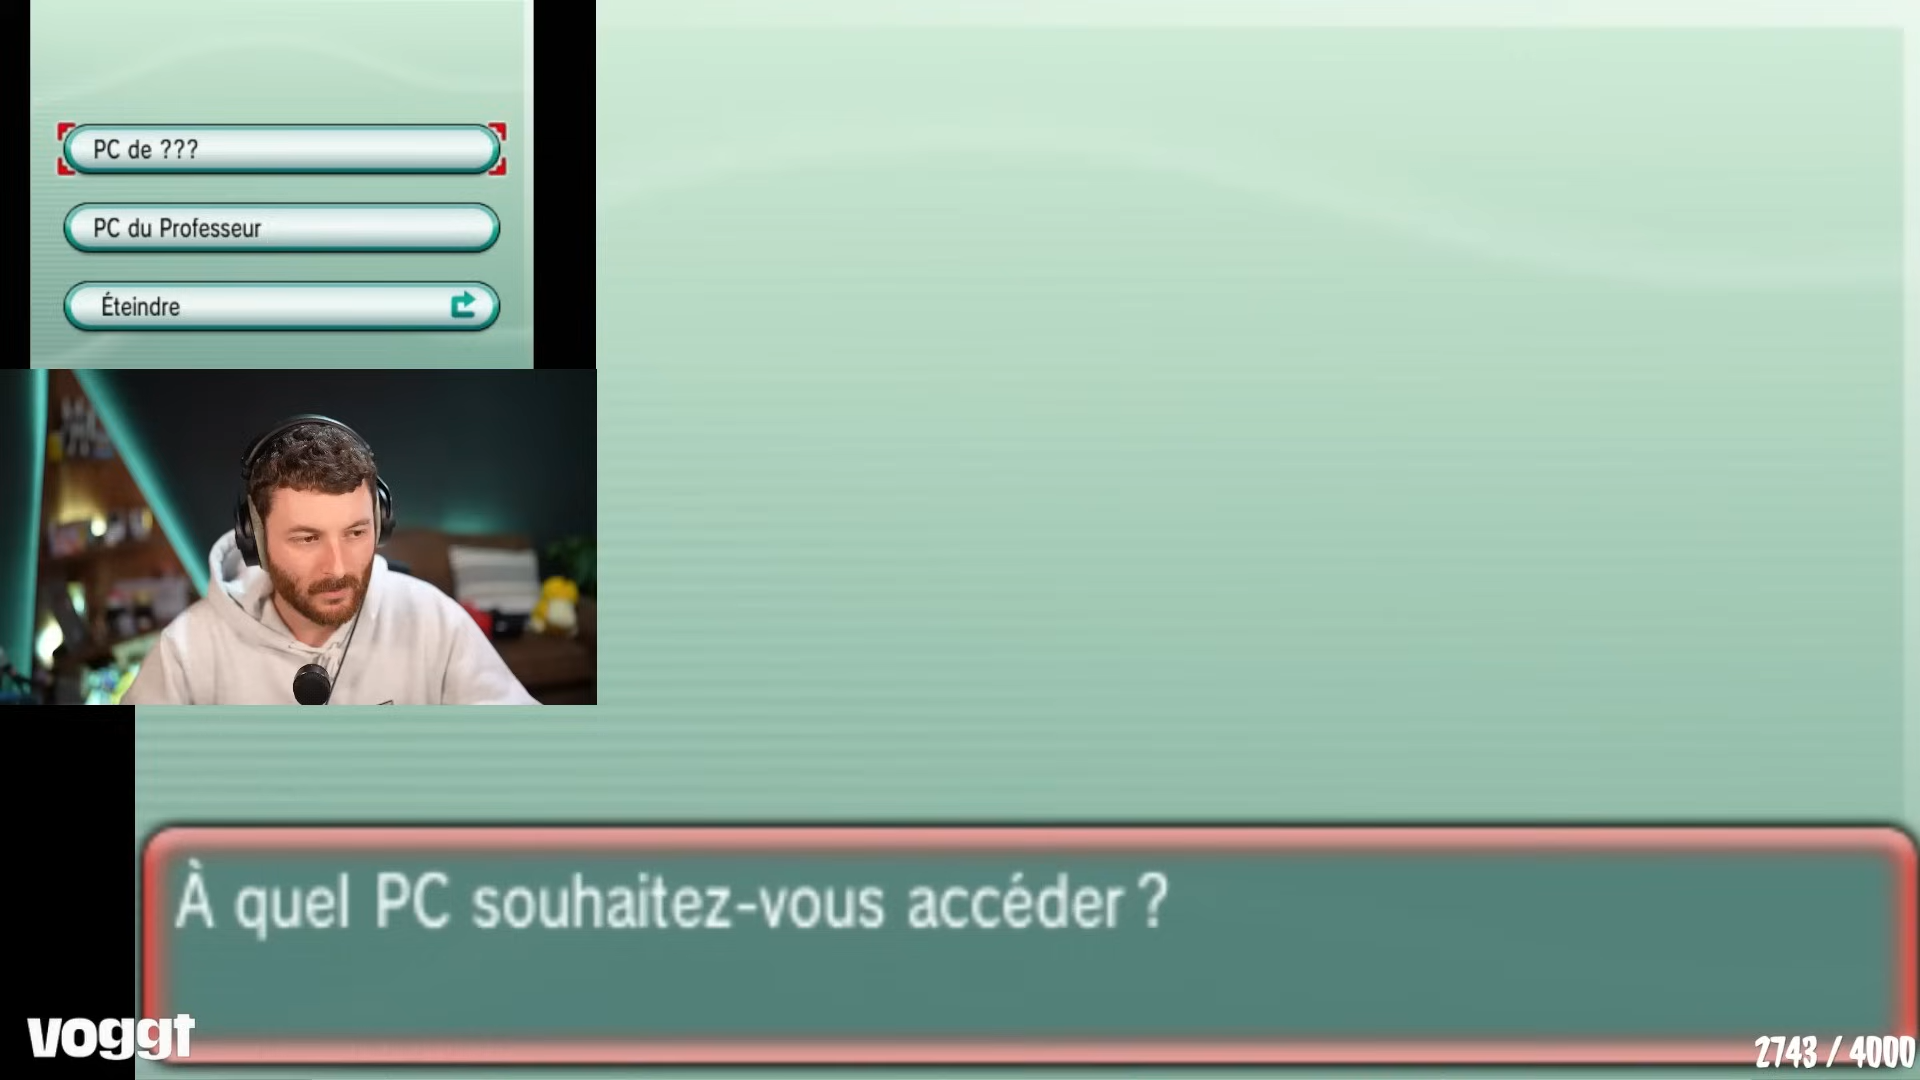 PC de ???
PC du Professeur
Éteindre
À quel PC souhaitez-vous accéder ?
voggt
2743 / 4000